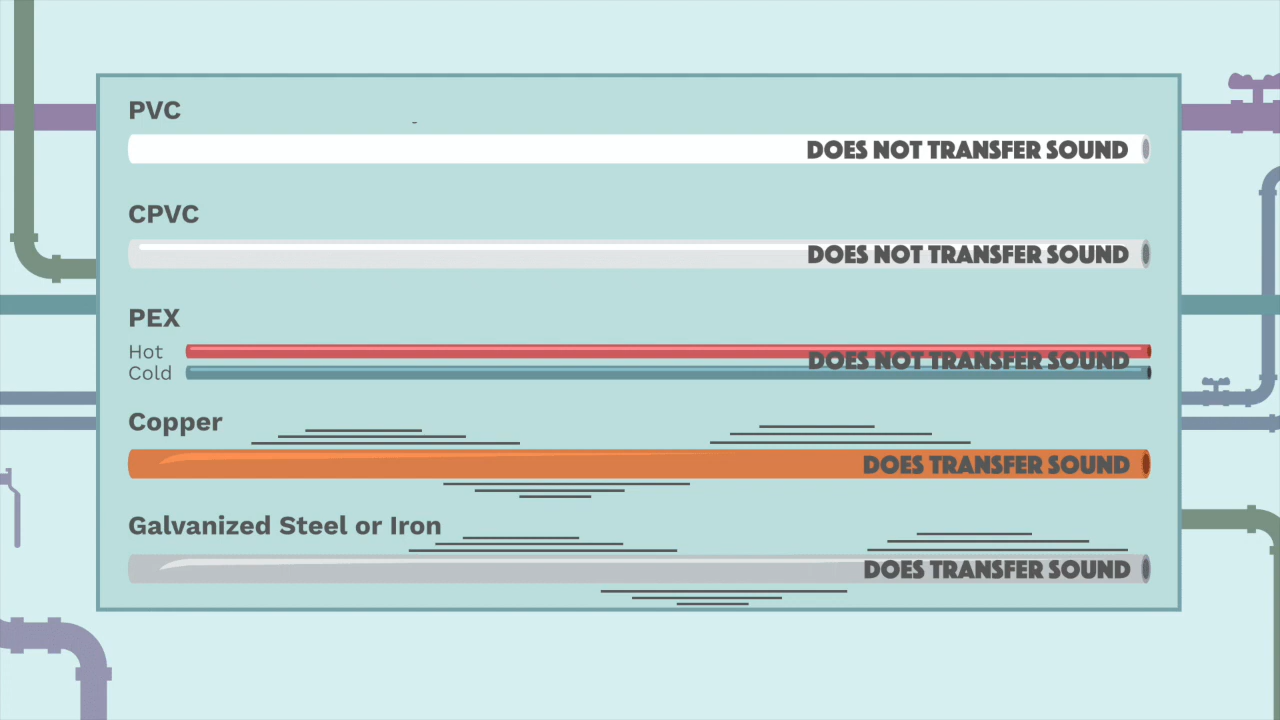 PVC
DOES NOT TRANSFER SOUND
CPVC
DOES NOT TRANSFER SOUND
PEX
Hot
DOES NOT TRANSFER SOUND
Cold
Copper
DOES TRANSFER SOUND
Galvanized Steel or Iron
DOES TRANSFER SOUND